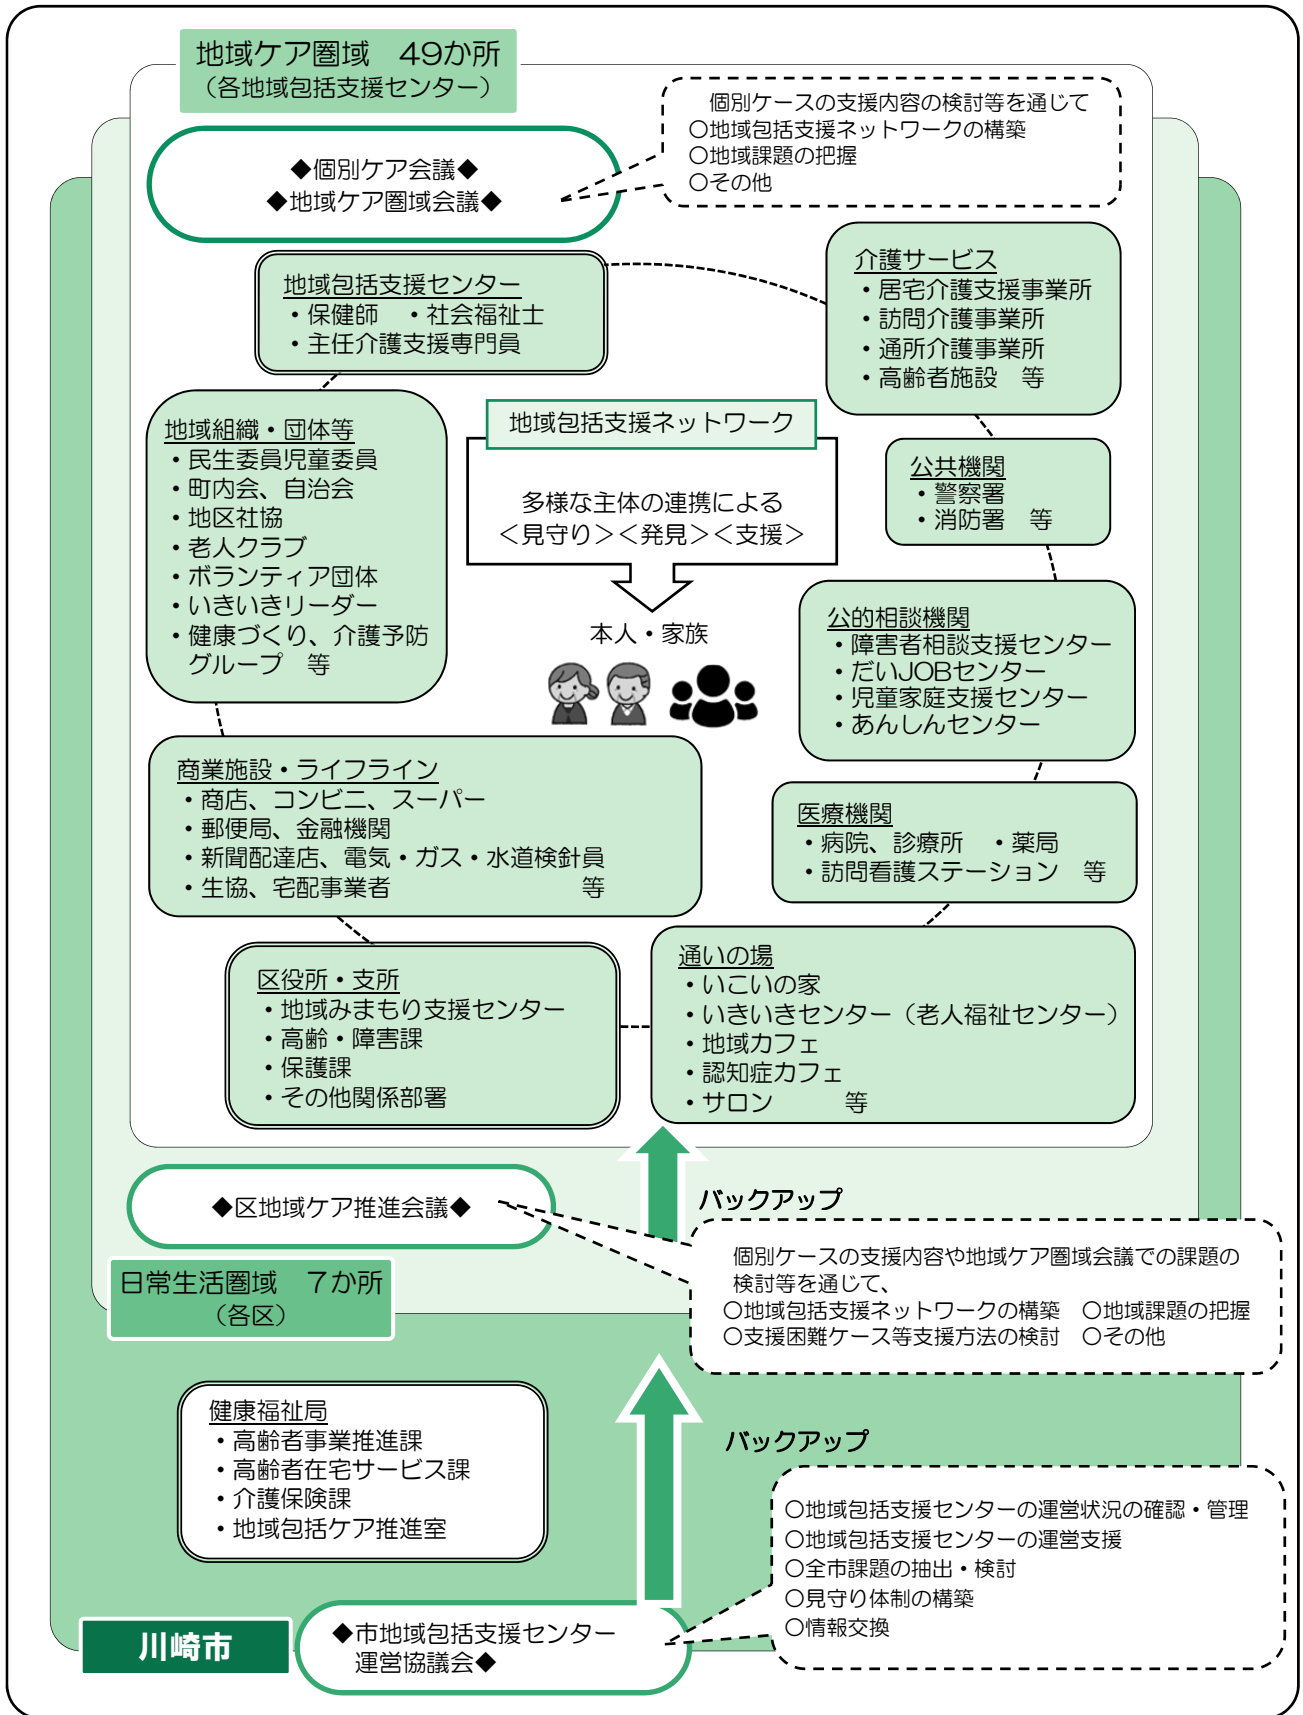 地域ケア圏域　49か所
（各地域包括支援センター）
個別ケースの支援内容の検討等を通じて
〇地域包括支援ネットワークの構築
〇地域課題の把握
〇その他
◆個別ケア会議◆
◆地域ケア圏域会議◆
地域包括支援センター
・保健師　・社会福祉士
・主任介護支援専門員
介護サービス
・居宅介護支援事業所
・訪問介護事業所
・通所介護事業所
・高齢者施設　等
地域組織・団体等
・民生委員児童委員
・町内会、自治会
・地区社協
・老人クラブ
・ボランティア団体
・いきいきリーダー
・健康づくり、介護予防
グループ　等
地域包括支援ネットワーク
多様な主体の連携による
＜見守り＞＜発見＞＜支援＞
本人・家族
公共機関
・警察署
・消防署　等
公的相談機関
・障害者相談支援センター
・だいJOBセンター
・児童家庭支援センター
・あんしんセンター
商業施設・ライフライン
・商店、コンビニ、スーパー
・郵便局、金融機関
・新聞配達店、電気・ガス・水道検針員
・生協、宅配事業者　　　　　　　　等
医療機関
・病院、診療所　・薬局
・訪問看護ステーション　等
区役所・支所
・地域みまもり支援センター
・高齢・障害課
・保護課
・その他関係部署
通いの場
・いこいの家
・いきいきセンター（老人福祉センター）
・地域カフェ
・認知症カフェ
・サロン　　　等
◆区地域ケア推進会議◆
バックアップ
個別ケースの支援内容や地域ケア圏域会議での課題の
検討等を通じて、
〇地域包括支援ネットワークの構築　〇地域課題の把握
〇支援困難ケース等支援方法の検討　〇その他
日常生活圏域　7か所
（各区）
健康福祉局
・高齢者事業推進課
・高齢者在宅サービス課
・介護保険課
・地域包括ケア推進室
バックアップ
〇地域包括支援センターの運営状況の確認・管理
〇地域包括支援センターの運営支援
〇全市課題の抽出・検討
〇見守り体制の構築
〇情報交換
川崎市
◆市地域包括支援センター
運営協議会◆